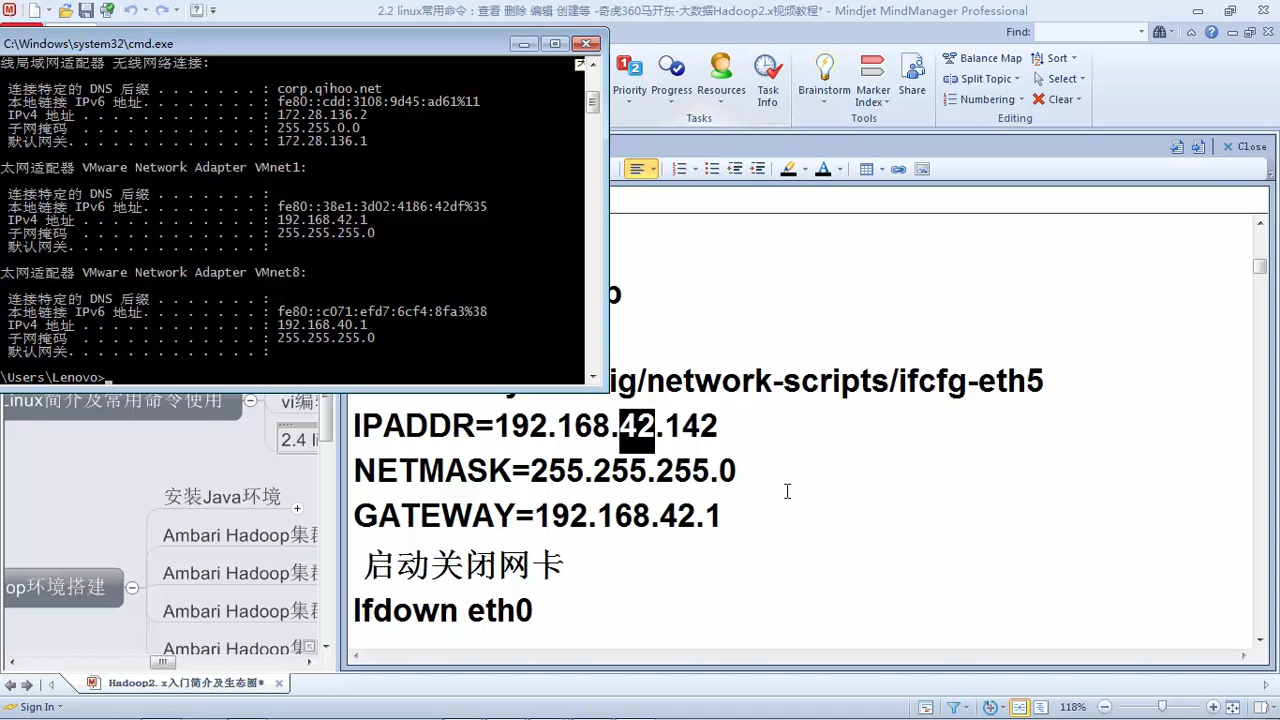 2.2 linux常用命令：查看 删除 编辑 创建等 -奇虎360马开东-大数据Hadoop2.x视频教程* - Mindjet MindManager Professional
Find:
C:\Windows\system32\cmd.exe
线局域网适配器 无线网络连接:
连接特定的 DNS 后缀 . . . . . . . : corp.qihoo.net
本地链接 IPv6 地址. . . . . . . . : fe80::cdd:3108:9d45:ad61%11
IPv4 地址 . . . . . . . . . . . . : 172.28.136.2
子网掩码 . . . . . . . . . . . . : 255.255.0.0
默认网关. . . . . . . . . . . . . : 172.28.136.1
太网适配器 VMware Network Adapter VMnet1:
连接特定的 DNS 后缀 . . . . . . . :
本地链接 IPv6 地址. . . . . . . . : fe80::38e1:3d02:4186:42df%35
IPv4 地址 . . . . . . . . . . . . : 192.168.42.1
子网掩码 . . . . . . . . . . . . : 255.255.255.0
默认网关. . . . . . . . . . . . . :
太网适配器 VMware Network Adapter VMnet8:
连接特定的 DNS 后缀 . . . . . . . :
本地链接 IPv6 地址. . . . . . . . : fe80::c071:efd7:6cf4:8fa3%38
IPv4 地址 . . . . . . . . . . . . : 192.168.40.1
子网掩码 . . . . . . . . . . . . : 255.255.255.0
默认网关. . . . . . . . . . . . . :
\Users\Lenovo>
Priority Progress Resources Task Info
Tasks
Brainstorm Marker Index Share
Tools
Balance Map Sort
Split Topic Select
Numbering Clear
Editing
Close
ig/network-scripts/ifcfg-eth5
IPADDR=192.168.42.142
NETMASK=255.255.255.0
GATEWAY=192.168.42.1
启动关闭网卡
Ifdown eth0
Linux简介及常用命令使用
vi编
2.4 li
安装Java环境
Ambari Hadoop集
Ambari Hadoop集群
op环境搭建
Ambari Hadoop集群
Ambari Hadoop集
Hadoop2.x入门简介及生态圈*
Sign In
118%